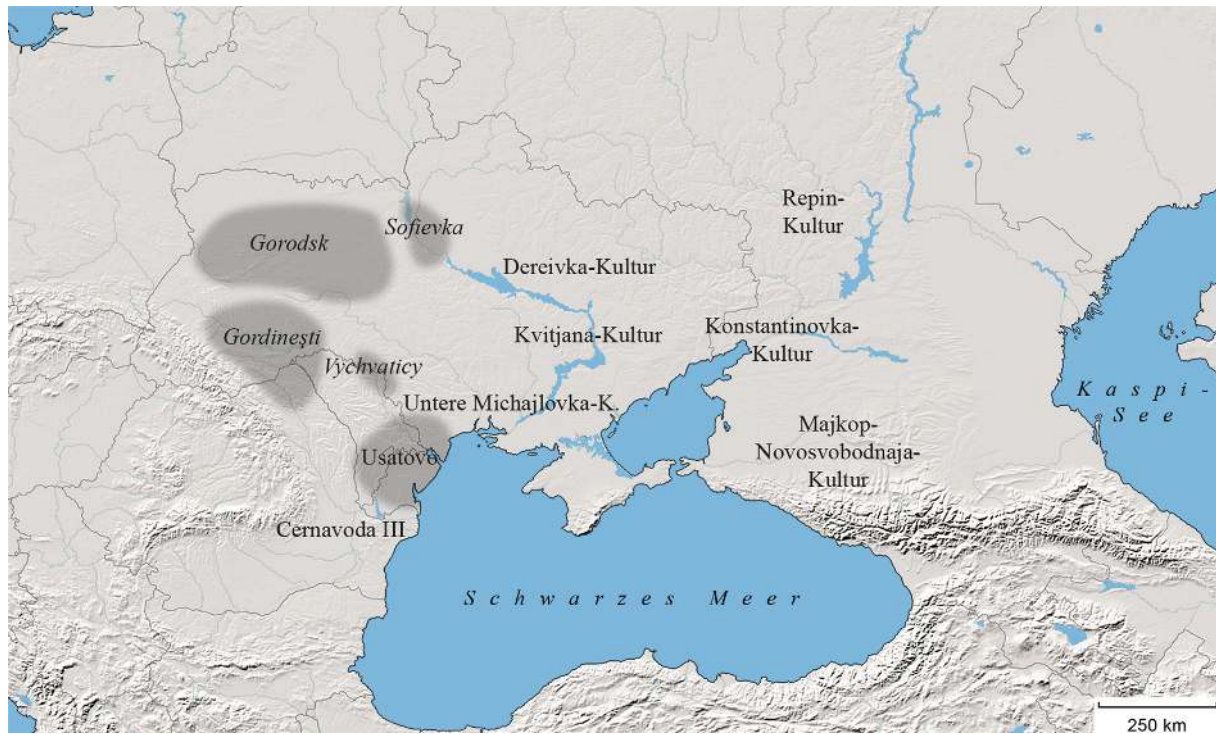 Repin-
Kultur
Sofievka
Gorodsk
Dereivka-Kultur
Gordineşti
Kvitjana-Kultur
Konstantinovka-
Kultur
Vychvaticy
Untere Michajlovka-K.
Kaspi-
See
Majkop-
Novosvobodnaja-
Kultur
Usatovo
Cernavoda III
Schwarzes Meer
250 km